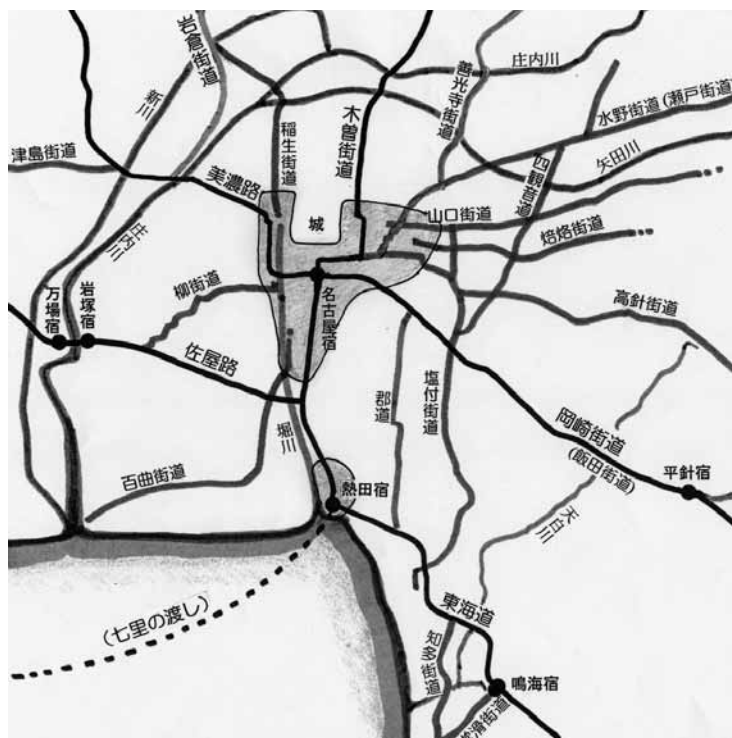 岩倉街道
新川
津島街道
稲生街道
木曽街道
善光寺街道
庄内川
水野街道(瀬戸街道)
矢田川
四観音道
美濃路
城
山口街道
焙烙街道
庄内川
柳街道
名古屋宿
高針街道
万場宿
岩塚宿
佐屋路
郡道
塩付街道
岡崎街道
(飯田街道)
平針宿
堀川
百曲街道
熱田宿
天白川
(七里の渡し)
東海道
知多街道
鳴海宿
滑街道